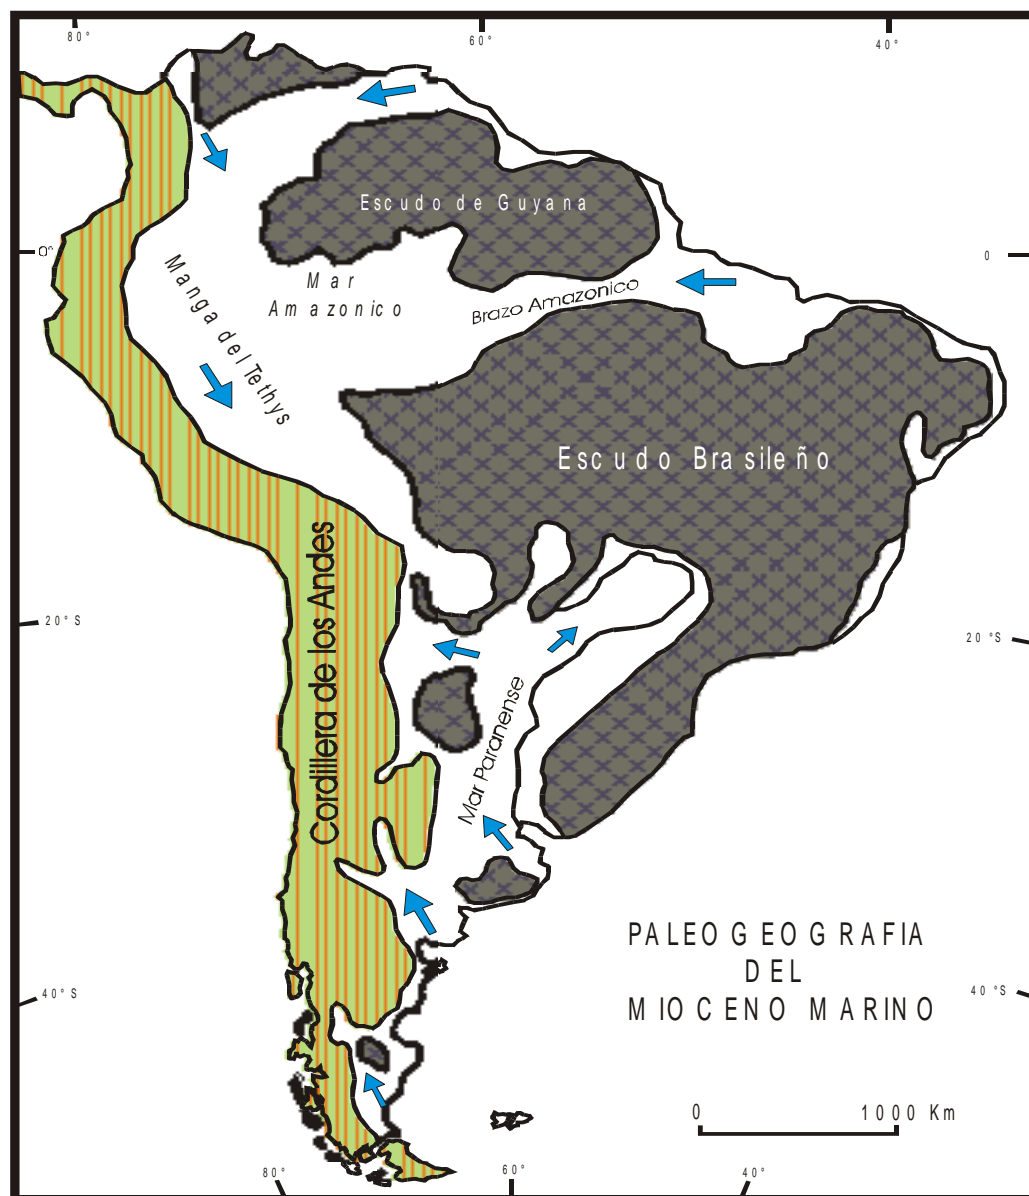 80°
60°
40°
Escudo de Guyana
0°
0
Manga del Tethys
Mar
Amazonico
Brazo Amazonico
Escudo Brasileño
Cordillera de los Andes
20°S
20°S
Mar Paranense
PALEOGEOGRAFIA
DEL
MIOCENO MARINO
40°S
40°S
0 1000 Km
80°
60°
40°